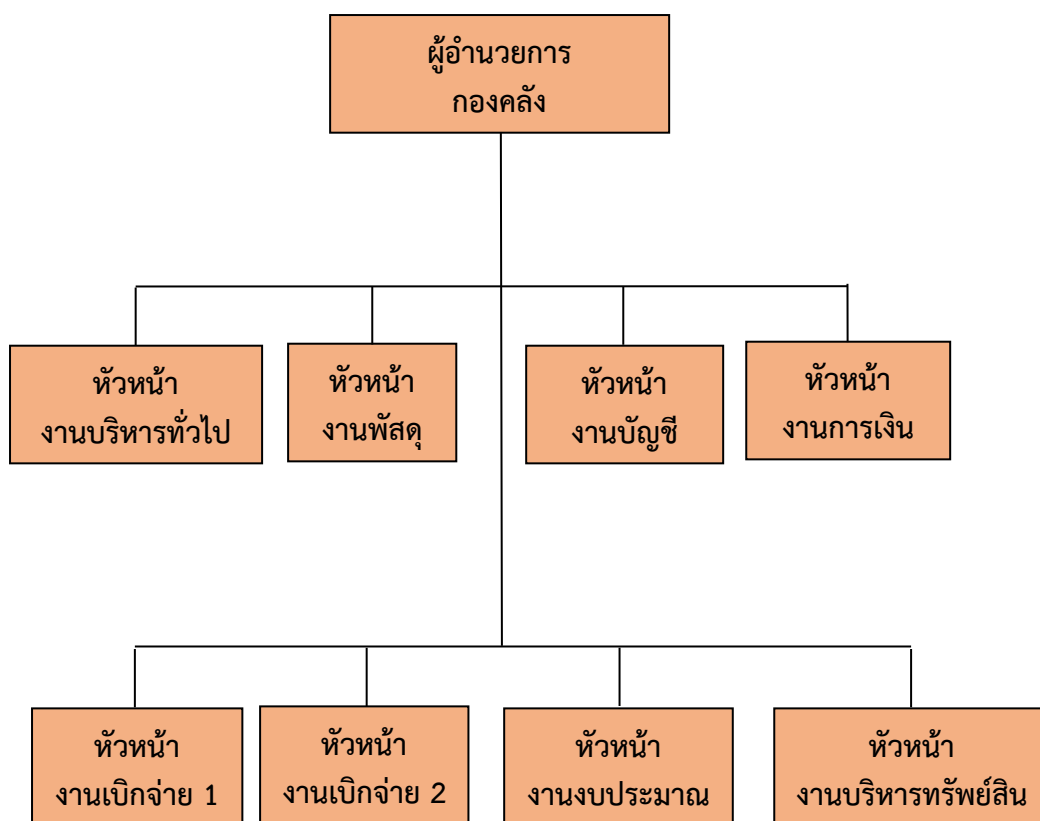 ผู้อำนวยการ
กองคลัง
หัวหน้า
งานบริหารทั่วไป
หัวหน้า
งานพัสดุ
หัวหน้า
งานบัญชี
หัวหน้า
งานการเงิน
หัวหน้า
งานเบิกจ่าย 1
หัวหน้า
งานเบิกจ่าย 2
หัวหน้า
งานงบประมาณ
หัวหน้า
งานบริหารทรัพย์สิน